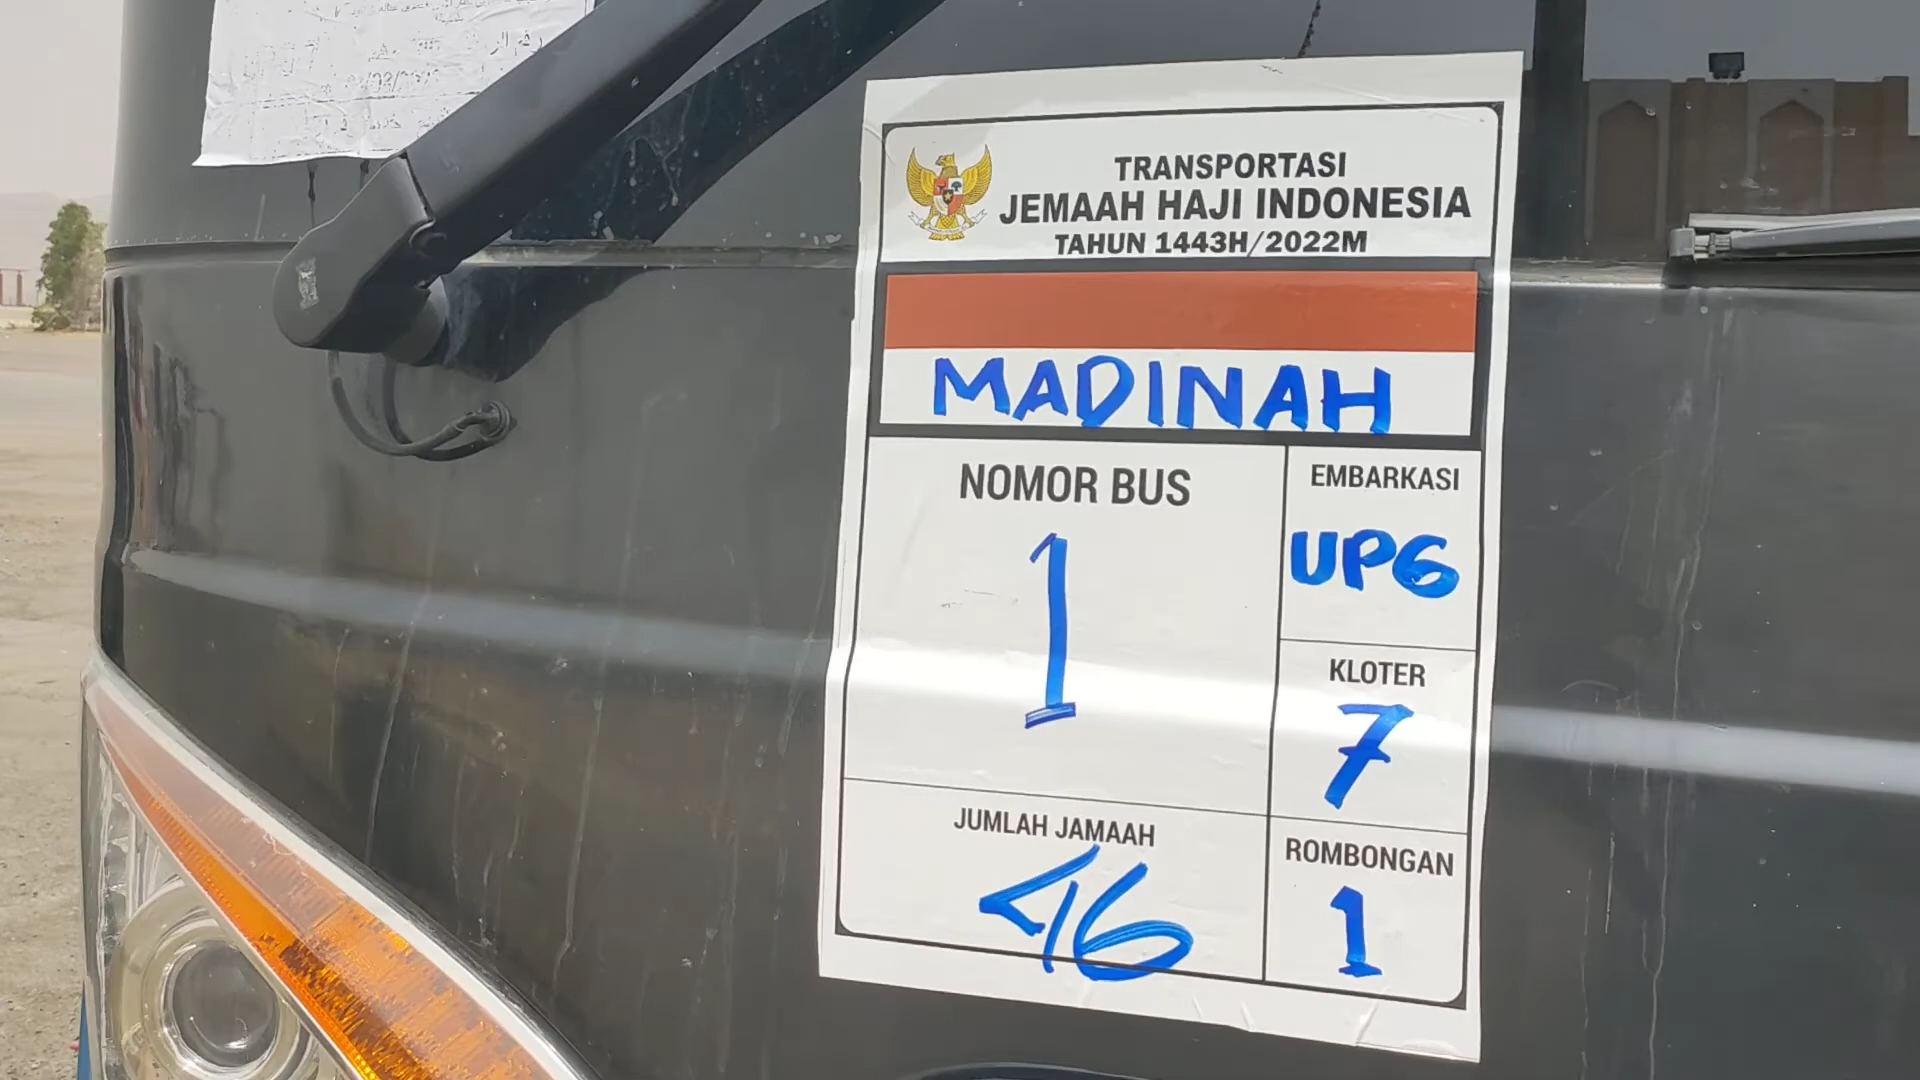 TRANSPORTASI
JEMAAH HAJI INDONESIA
TAHUN 1443H/2022M
MADINAH
NOMOR BUS
1
EMBARKASI
UPG
KLOTER
7
JUMLAH JAMAAH
46
ROMBONGAN
1